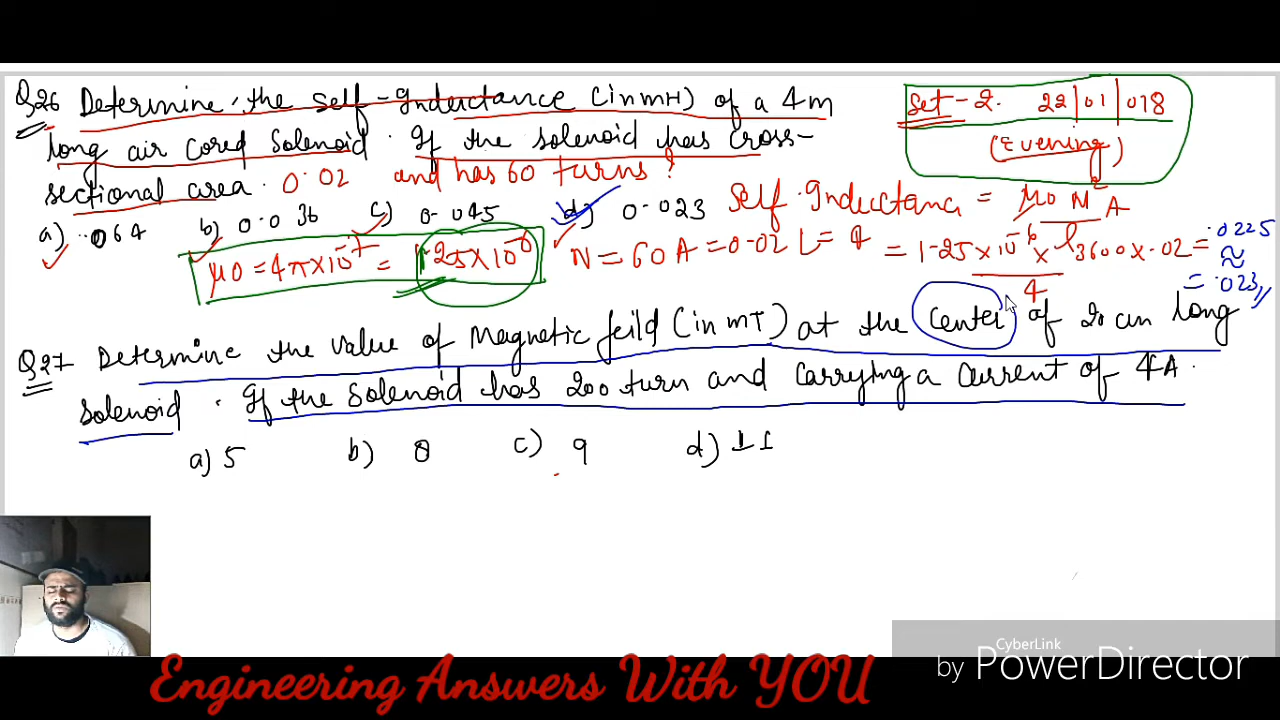 Q26 Determine the self-Inductance (in mH) of a 4m
long air cored Solenoid. If the solenoid has cross-
sectional area 0.02 and has 60 turns?
a) .064 b) 0.036 c) 0.045 d) 0.023
Set-2. 22|01|018
(Evening)
Self Inductance = μ0 N² A
l
μ0 = 4π×10⁻⁷ = 1.25×10⁻⁶
N = 60 A = 0.02 L = 4
= 1.25×10⁻⁶ × 3600×.02 = .0225
4
≈
= .023
Q27 Determine the value of Magnetic feild (in mT) at the center of 20 cm long
solenoid. If the solenoid has 200 turn and carrying a current of 4A.
a) 5 b) 8 c) 9 d) 11
CyberLink
by PowerDirector
Engineering Answers With YOU